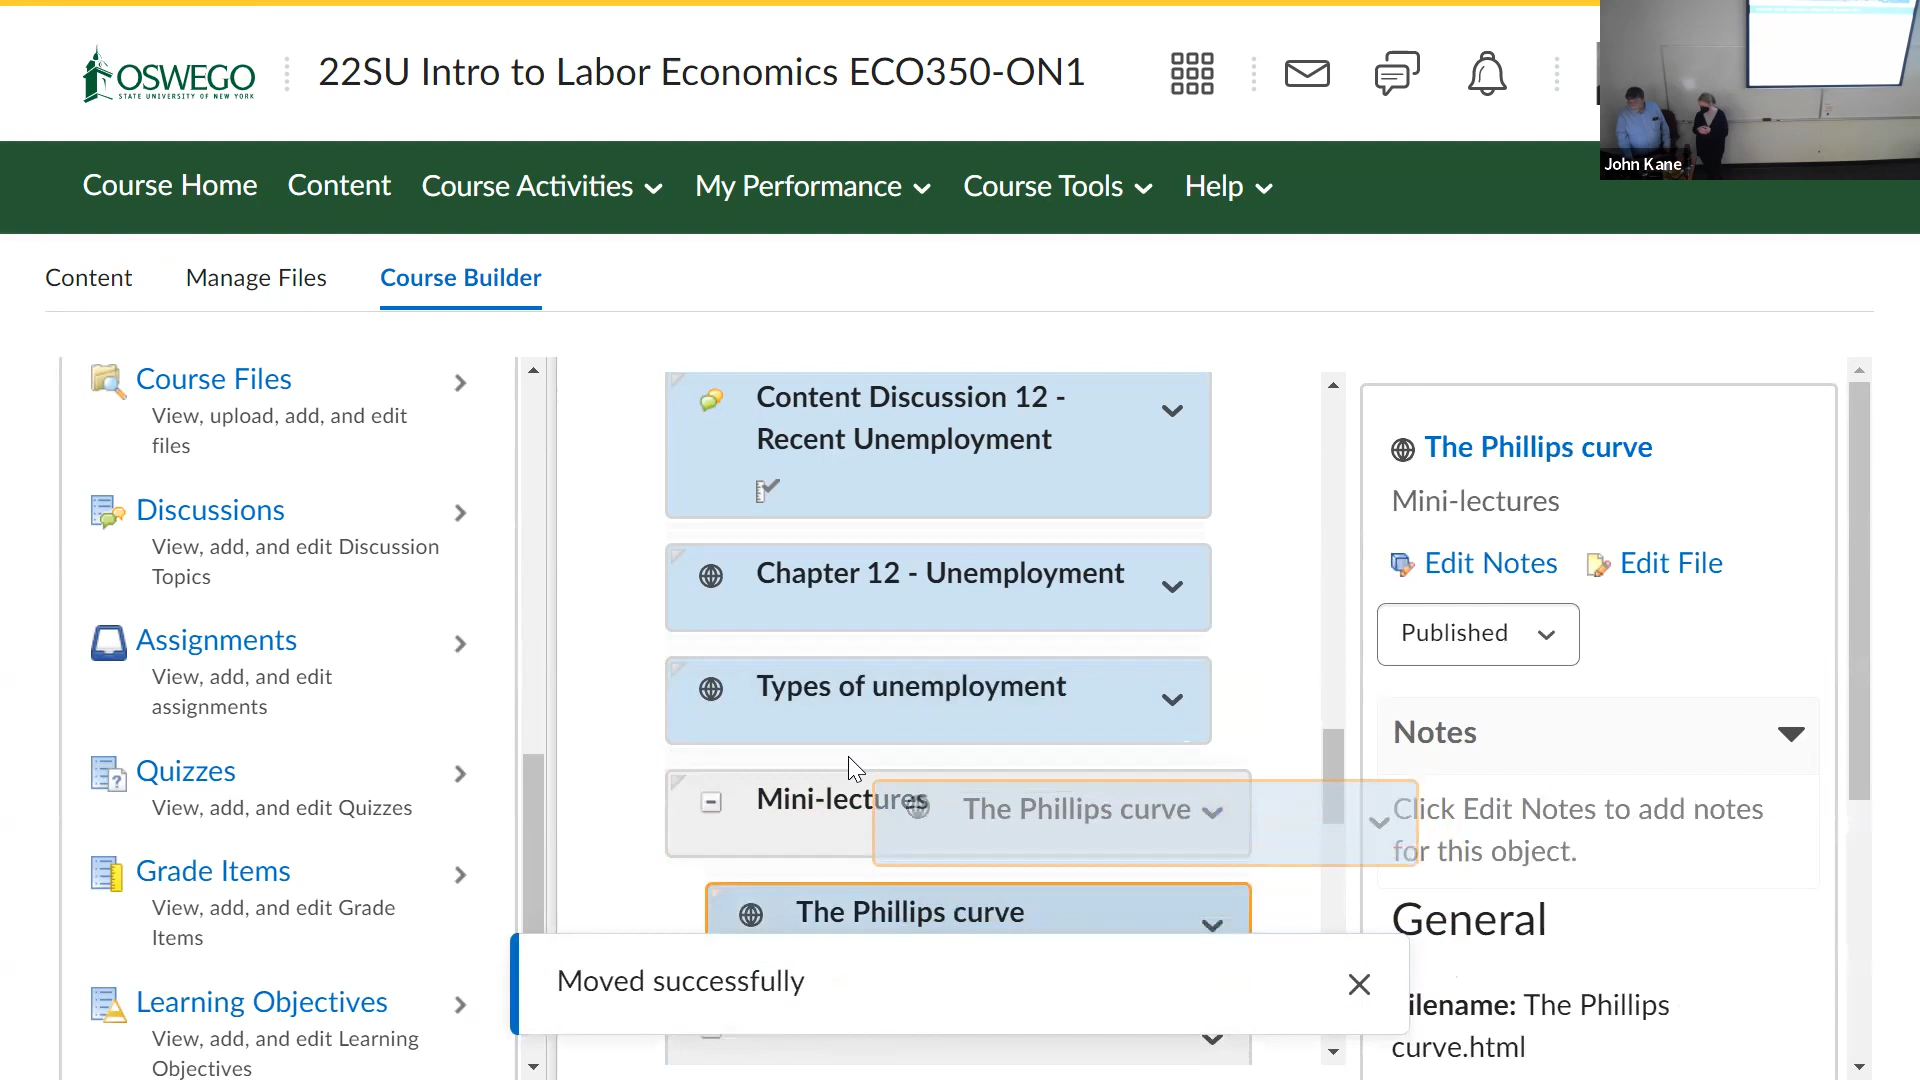 OSWEGO
STATE UNIVERSITY OF NEW YORK
22SU Intro to Labor Economics ECO350-ON1
John Kane
Course Home
Content
Course Activities
My Performance
Course Tools
Help
Content
Manage Files
Course Builder
Course Files
View, upload, add, and edit
files
Discussions
View, add, and edit Discussion
Topics
Assignments
View, add, and edit
assignments
Quizzes
View, add, and edit Quizzes
Grade Items
View, add, and edit Grade
Items
Learning Objectives
View, add, and edit Learning
Objectives
Content Discussion 12 -
Recent Unemployment
Chapter 12 - Unemployment
Types of unemployment
Mini-lectures
The Phillips curve
The Phillips curve
Moved successfully
The Phillips curve
Mini-lectures
Edit Notes
Edit File
Published
Notes
Click Edit Notes to add notes
for this object.
General
ilename: The Phillips
curve.html